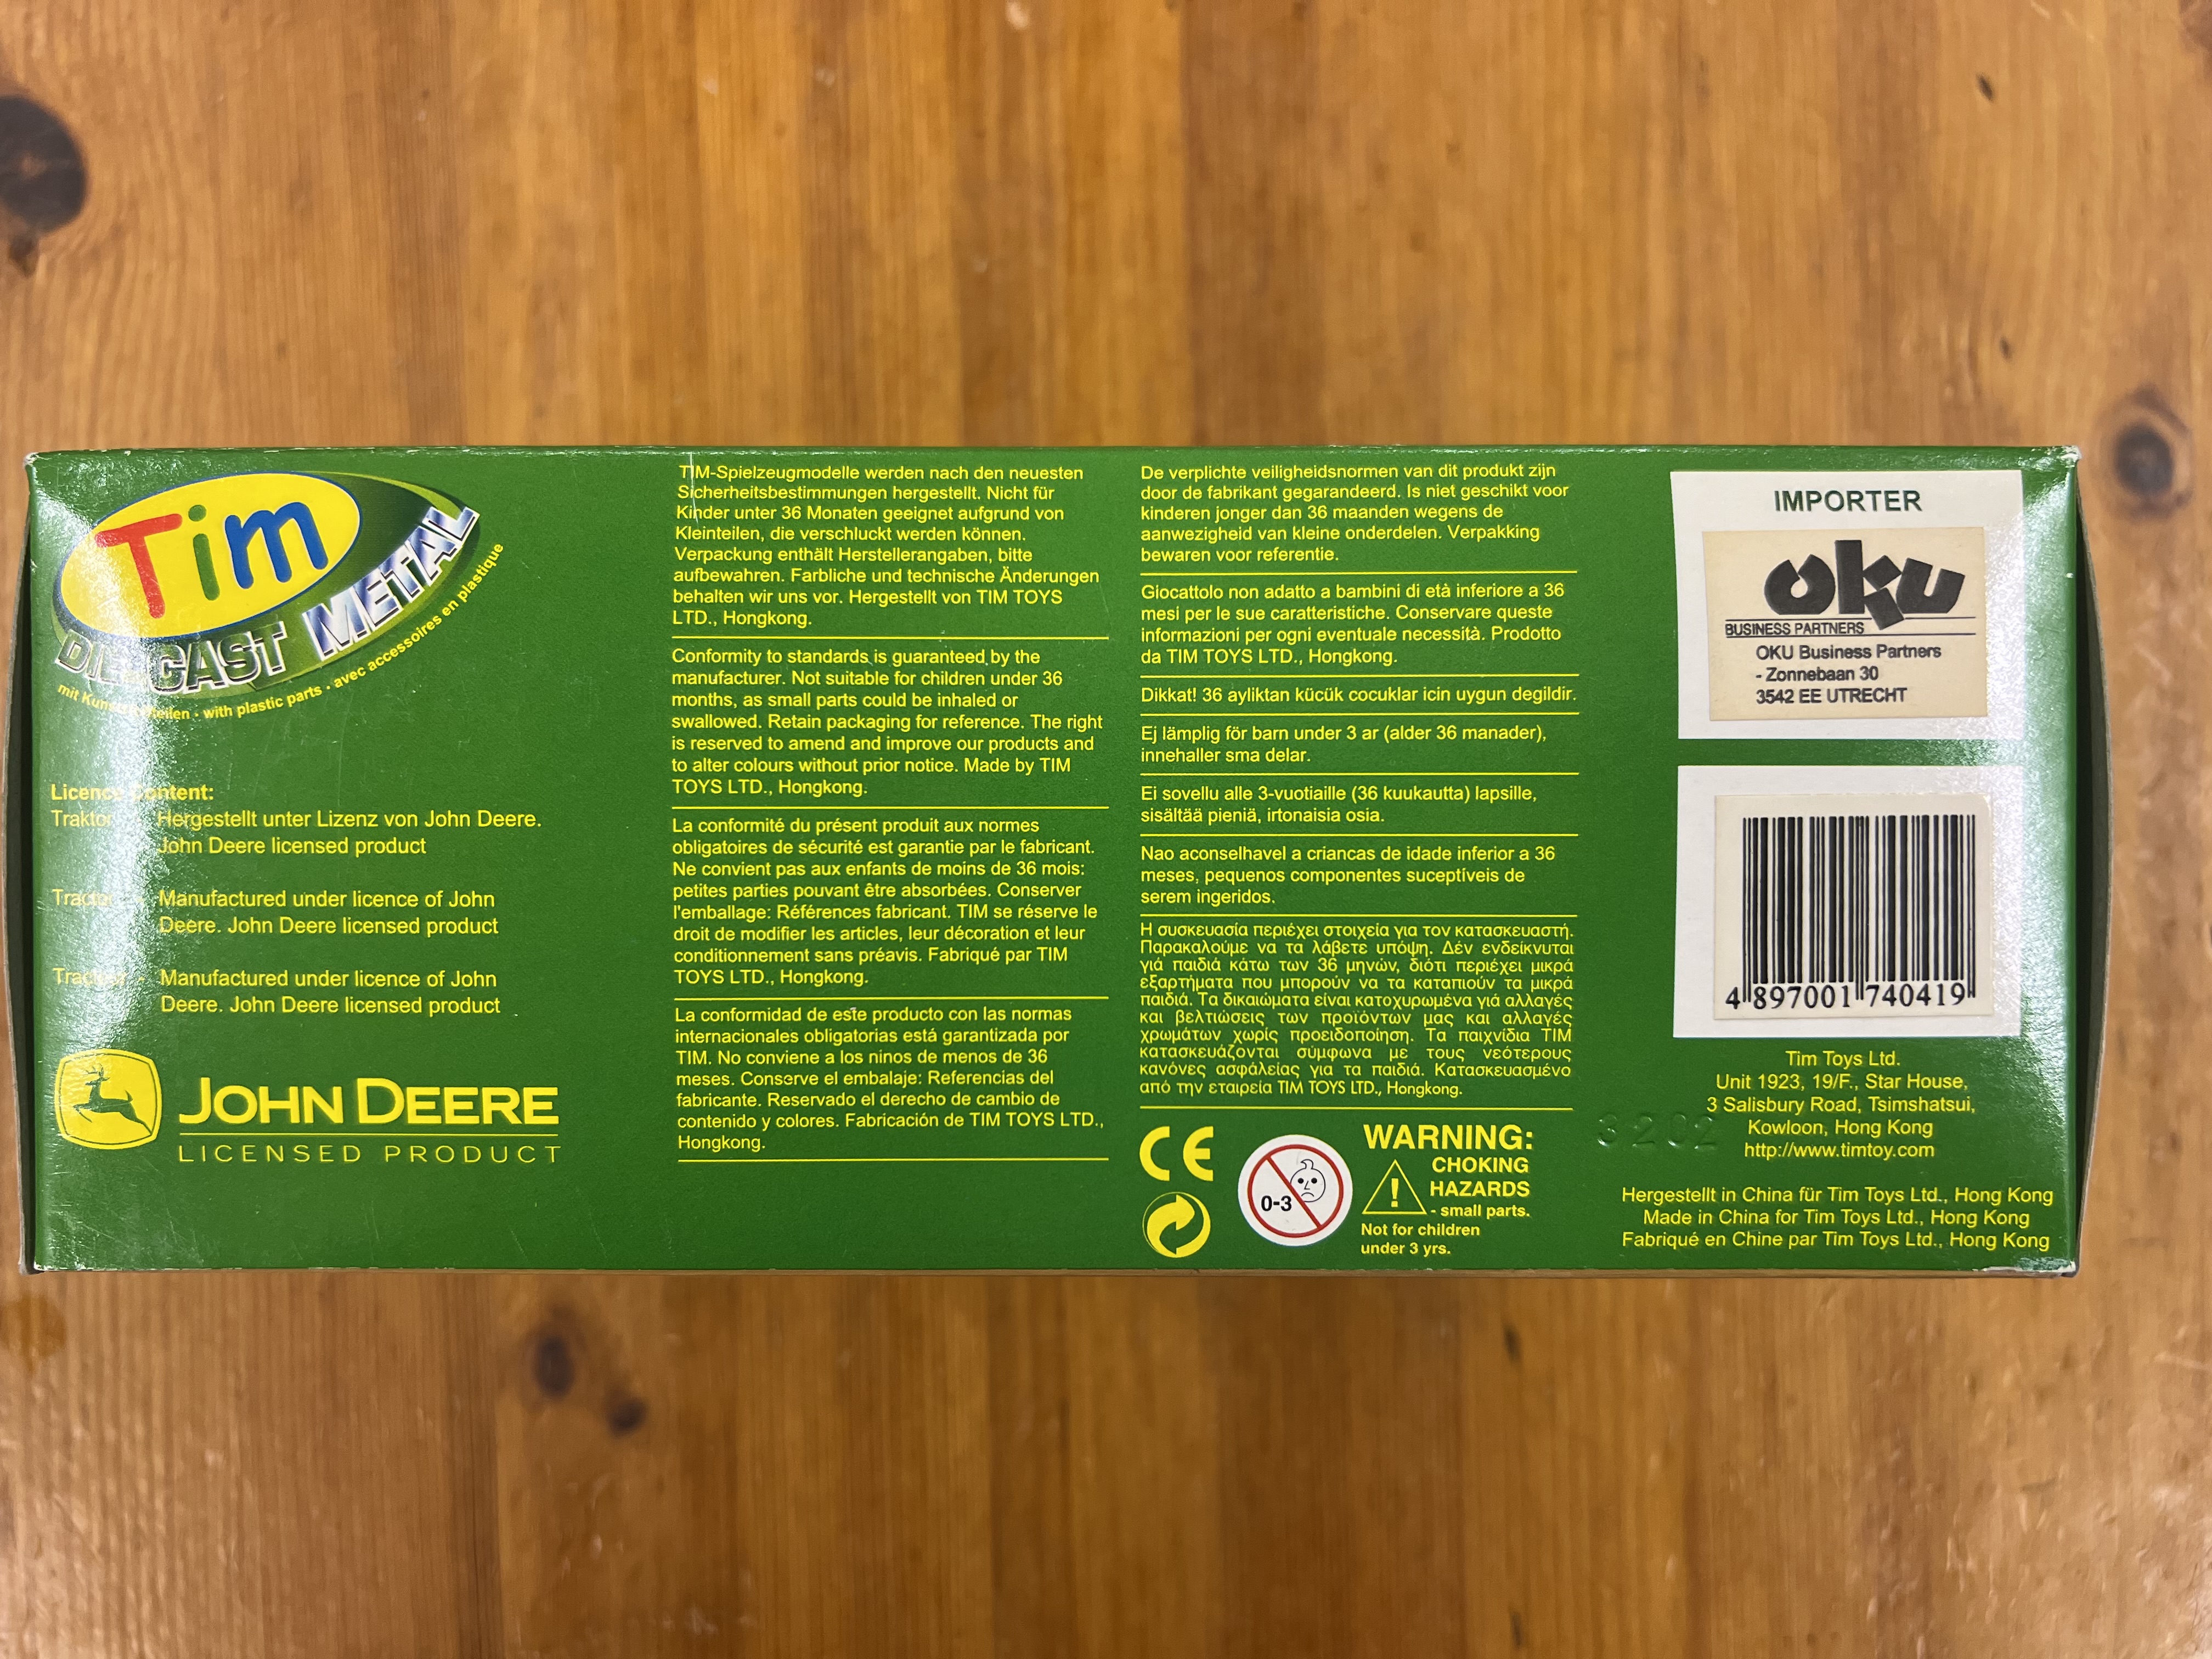 Tim
DIE-CAST METAL
mit Kunststoffteilen · with plastic parts · avec accessoires en plastique
Licence Content:
Traktor - Hergestellt unter Lizenz von John Deere.
John Deere licensed product
Tractor - Manufactured under licence of John
Deere. John Deere licensed product
Tracteur - Manufactured under licence of John
Deere. John Deere licensed product
JOHN DEERE
LICENSED PRODUCT
TIM-Spielzeugmodelle werden nach den neuesten
Sicherheitsbestimmungen hergestellt. Nicht für
Kinder unter 36 Monaten geeignet aufgrund von
Kleinteilen, die verschluckt werden können.
Verpackung enthält Herstellerangaben, bitte
aufbewahren. Farbliche und technische Änderungen
behalten wir uns vor. Hergestellt von TIM TOYS
LTD., Hongkong.
Conformity to standards is guaranteed by the
manufacturer. Not suitable for children under 36
months, as small parts could be inhaled or
swallowed. Retain packaging for reference. The right
is reserved to amend and improve our products and
to alter colours without prior notice. Made by TIM
TOYS LTD., Hongkong.
La conformité du présent produit aux normes
obligatoires de sécurité est garantie par le fabricant.
Ne convient pas aux enfants de moins de 36 mois:
petites parties pouvant être absorbées. Conserver
l'emballage: Références fabricant. TIM se réserve le
droit de modifier les articles, leur décoration et leur
conditionnement sans préavis. Fabriqué par TIM
TOYS LTD., Hongkong.
La conformidad de este producto con las normas
internacionales obligatorias está garantizada por
TIM. No conviene a los ninos de menos de 36
meses. Conserve el embalaje: Referencias del
fabricante. Reservado el derecho de cambio de
contenido y colores. Fabricación de TIM TOYS LTD.,
Hongkong.
De verplichte veiligheidsnormen van dit produkt zijn
door de fabrikant gegarandeerd. Is niet geschikt voor
kinderen jonger dan 36 maanden wegens de
aanwezigheid van kleine onderdelen. Verpakking
bewaren voor referentie.
Giocattolo non adatto a bambini di età inferiore a 36
mesi per le sue caratteristiche. Conservare queste
informazioni per ogni eventuale necessità. Prodotto
da TIM TOYS LTD., Hongkong.
Dikkat! 36 ayliktan kücük cocuklar icin uygun degildir.
Ej lämplig för barn under 3 ar (alder 36 manader),
innehaller sma delar.
Ei sovellu alle 3-vuotiaille (36 kuukautta) lapsille,
sisältää pieniä, irtonaisia osia.
Nao aconselhavel a criancas de idade inferior a 36
meses, pequenos componentes suceptíveis de
serem ingeridos.
Η συσκευασία περιέχει στοιχεία για τον κατασκευαστή.
Παρακαλούμε να τα λάβετε υπόψη. Δέν ενδείκνυται
γιά παιδιά κάτω των 36 μηνών, διότι περιέχει μικρά
εξαρτήματα που μπορούν να τα καταπιούν τα μικρά
παιδιά. Τα δικαιώματα είναι κατοχυρωμένα γιά αλλαγές
και βελτιώσεις των προϊόντων μας και αλλαγές
χρωμάτων χωρίς προειδοποίηση. Τα παιχνίδια TIM
κατασκευάζονται σύμφωνα με τους νεότερους
κανόνες ασφάλείας για τα παιδιά. Κατασκευασμένο
από την εταιρεία TIM TOYS LTD., Hongkong.
CE
0-3
WARNING:
CHOKING
HAZARDS
- small parts.
Not for children
under 3 yrs.
IMPORTER
oku
BUSINESS PARTNERS
OKU Business Partners
- Zonnebaan 30
3542 EE UTRECHT
4 897001 740419
Tim Toys Ltd.
Unit 1923, 19/F., Star House,
3 Salisbury Road, Tsimshatsui,
Kowloon, Hong Kong
http://www.timtoy.com
Hergestellt in China für Tim Toys Ltd., Hong Kong
Made in China for Tim Toys Ltd., Hong Kong
Fabriqué en Chine par Tim Toys Ltd., Hong Kong